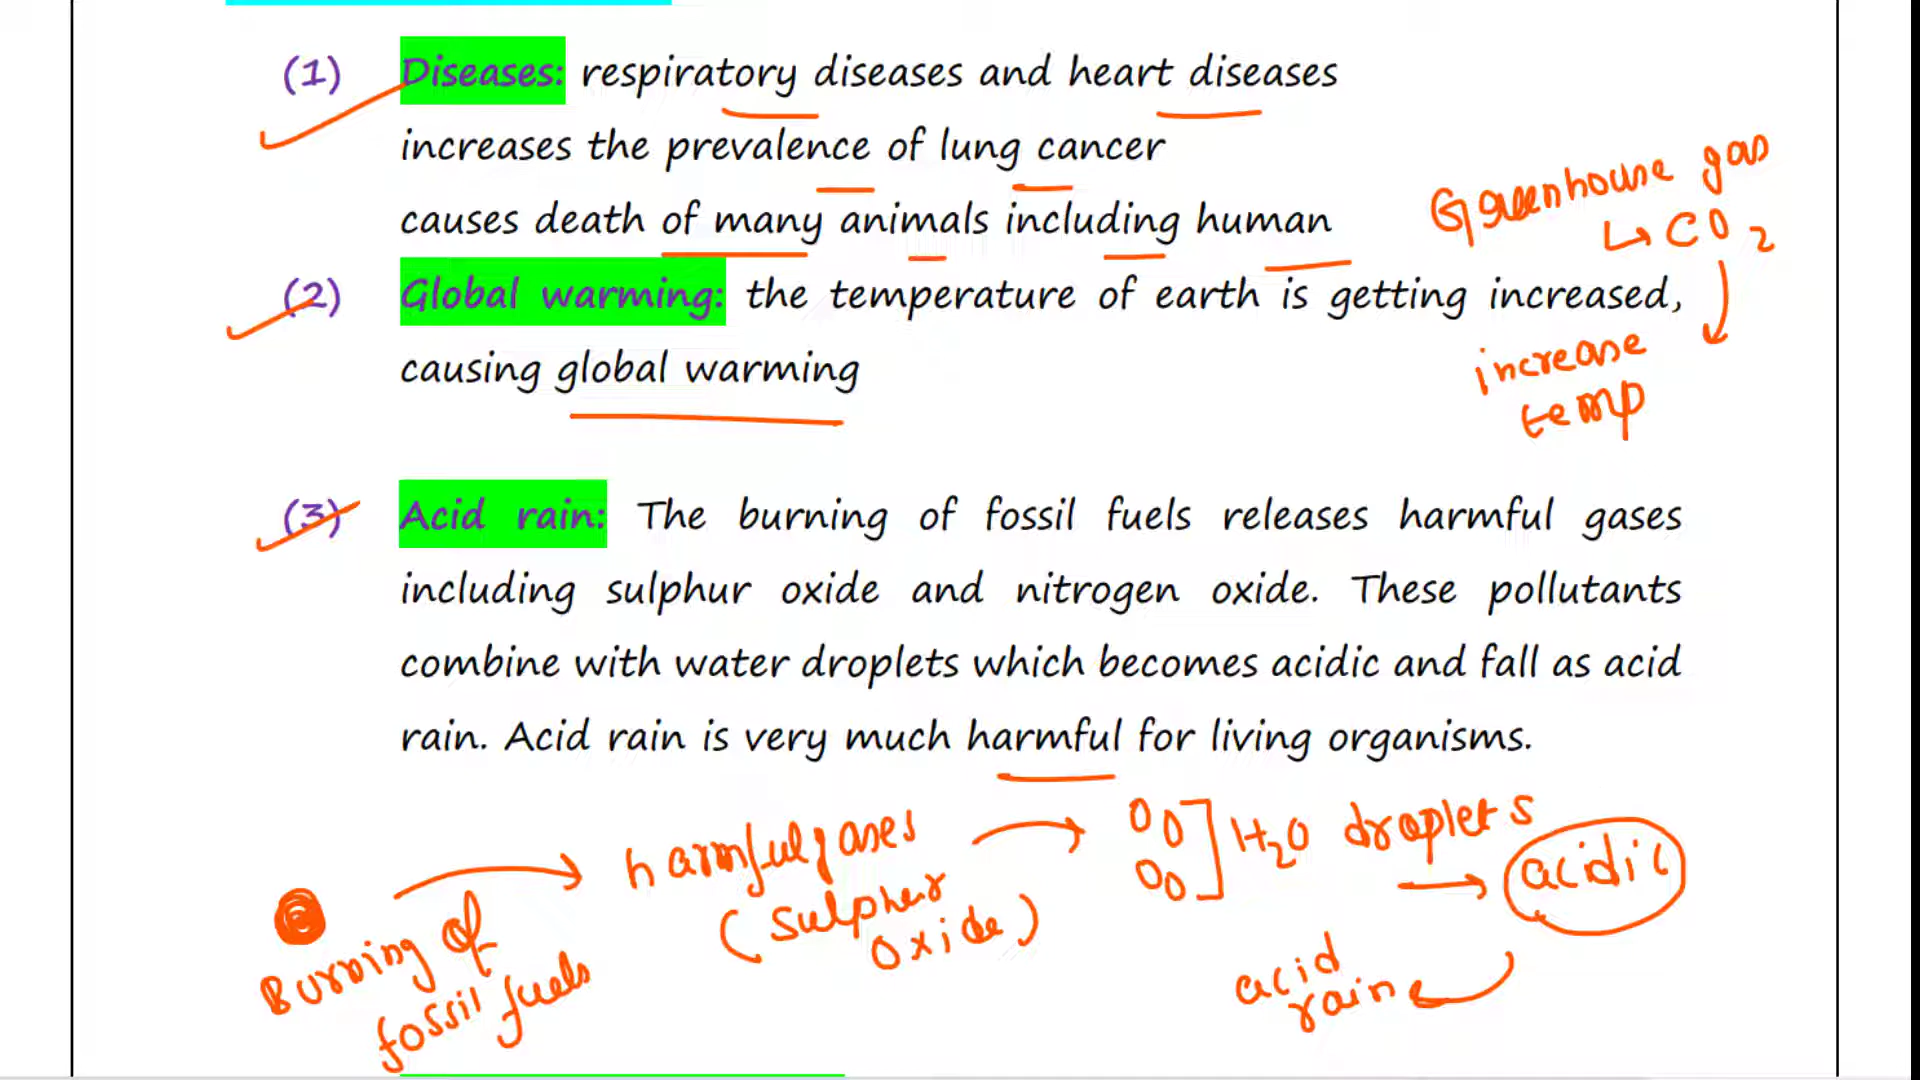 (1) Diseases: respiratory diseases and heart diseases
increases the prevalence of lung cancer
causes death of many animals including human
Greenhouse gas
↳ CO2
(2) Global warming: the temperature of earth is getting increased,
causing global warming
increase
temp
(3) Acid rain: The burning of fossil fuels releases harmful gases
including sulphur oxide and nitrogen oxide. These pollutants
combine with water droplets which becomes acidic and fall as acid
rain. Acid rain is very much harmful for living organisms.
Burning of
fossil fuels
harmful gases
(sulphur
oxide)
H2O droplets
acidic
acid
rain